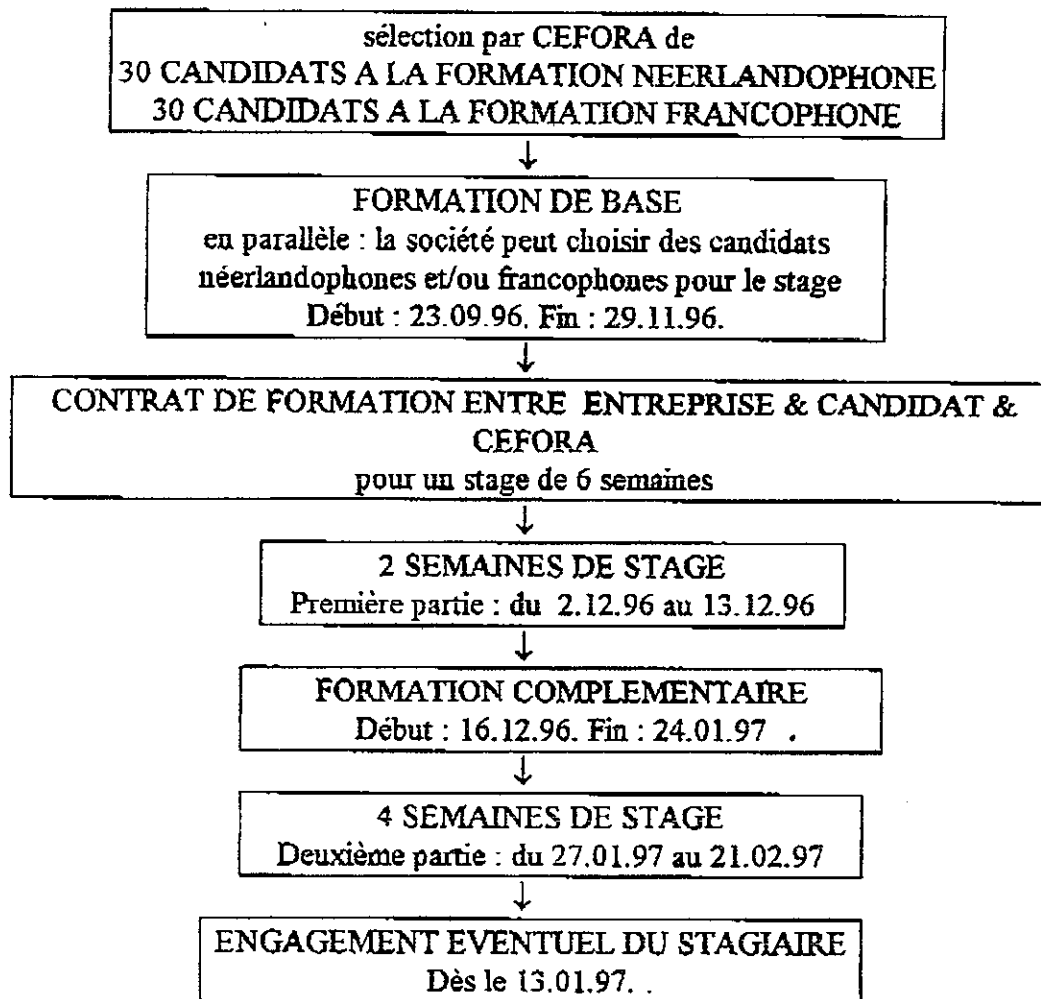 sélection par CEFORA de
30 CANDIDATS A LA FORMATION NEERLANDOPHONE
30 CANDIDATS A LA FORMATION FRANCOPHONE
↓
FORMATION DE BASE
en parallèle : la société peut choisir des candidats
néerlandophones et/ou francophones pour le stage
Début : 23.09.96. Fin : 29.11.96.
↓
CONTRAT DE FORMATION ENTRE ENTREPRISE & CANDIDAT &
CEFORA
pour un stage de 6 semaines
↓
2 SEMAINES DE STAGE
Première partie : du 2.12.96 au 13.12.96
↓
FORMATION COMPLEMENTAIRE
Début : 16.12.96. Fin : 24.01.97 .
↓
4 SEMAINES DE STAGE
Deuxième partie : du 27.01.97 au 21.02.97
↓
ENGAGEMENT EVENTUEL DU STAGIAIRE
Dès le 13.01.97. .